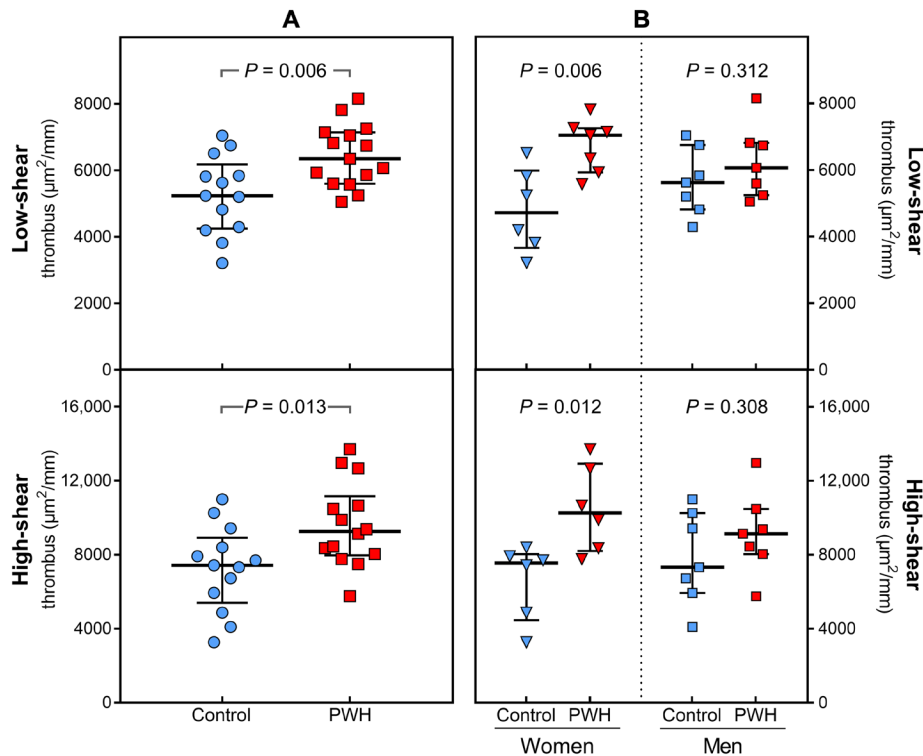 A
B
P = 0.006
P = 0.006
P = 0.312
8000
6000
4000
2000
0
8000
6000
4000
2000
0
Low-shear
thrombus (µm²/mm)
Low-shear
thrombus (µm²/mm)
P = 0.013
P = 0.012
P = 0.308
16,000
12,000
8000
4000
0
16,000
12,000
8000
4000
0
High-shear
thrombus (µm²/mm)
High-shear
thrombus (µm²/mm)
Control PWH
Control PWH Control PWH
Women Men